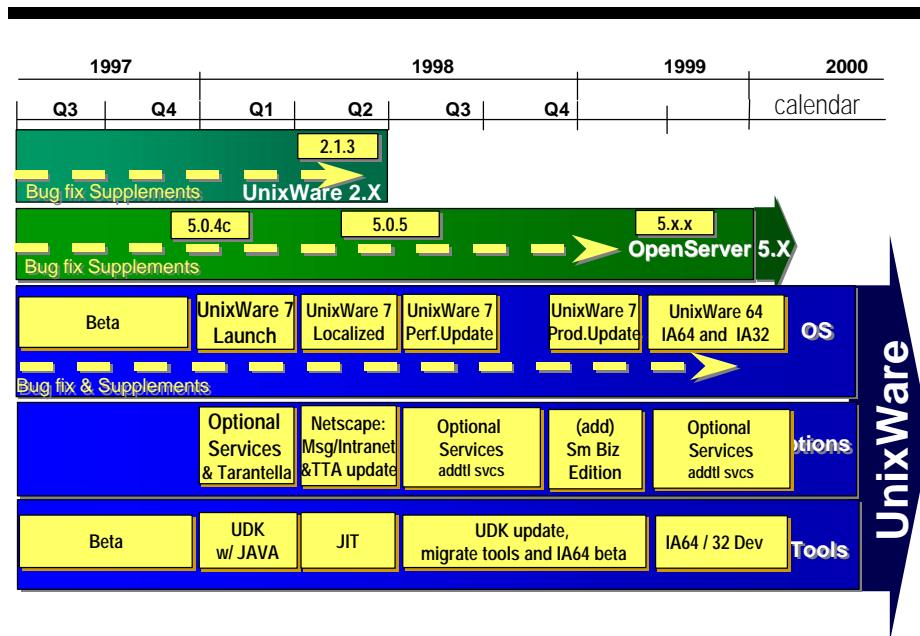 1997 1998 1999 2000
Q3 Q4 Q1 Q2 Q3 Q4 calendar
2.1.3
Bug fix Supplements UnixWare 2.X
5.0.4c 5.0.5 5.x.x
Bug fix Supplements OpenServer 5.X
Beta
UnixWare 7
Launch
UnixWare 7
Localized
UnixWare 7
Perf.Update
UnixWare 7
Prod.Update
UnixWare 64
IA64 and IA32
OS
Bug fix & Supplements
Optional
Services
& Tarantella
Netscape:
Msg/Intranet
&TTA update
Optional
Services
addtl svcs
(add)
Sm Biz
Edition
Optional
Services
addtl svcs
ptions
Beta
UDK
w/ JAVA
JIT
UDK update,
migrate tools and IA64 beta
IA64 / 32 Dev
Tools
UnixWare